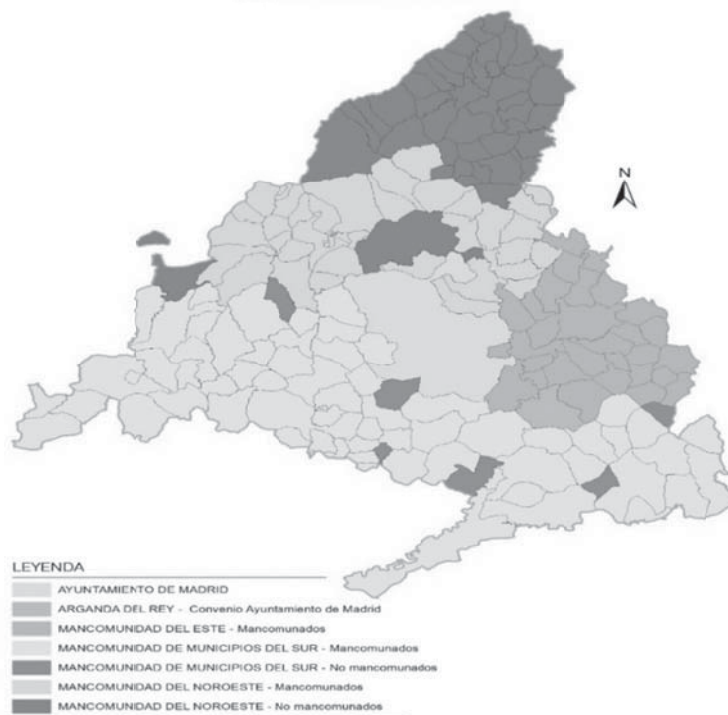 N
LEYENDA
AYUNTAMIENTO DE MADRID
ARGANDA DEL REY - Convenio Ayuntamiento de Madrid
MANCOMUNIDAD DEL ESTE - Mancomunados
MANCOMUNIDAD DE MUNICIPIOS DEL SUR - Mancomunados
MANCOMUNIDAD DE MUNICIPIOS DEL SUR - No mancomunados
MANCOMUNIDAD DEL NOROESTE - Mancomunados
MANCOMUNIDAD DEL NOROESTE - No mancomunados